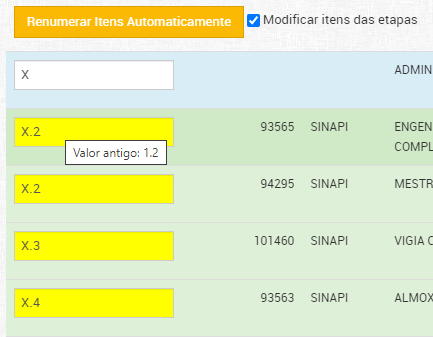 Renumerar Itens Automaticamente Modificar itens das etapas
X ADMIN
X.2 93565 SINAPI ENGEN
COMPL
Valor antigo: 1.2
X.2 94295 SINAPI MESTR
X.3 101460 SINAPI VIGIA C
X.4 93563 SINAPI ALMOX